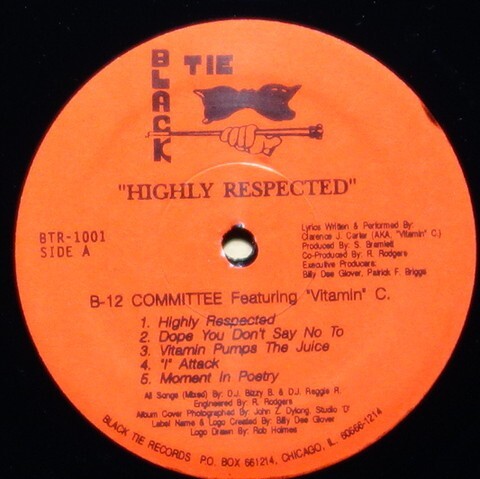 BLACK
TIE
"HIGHLY RESPECTED"
BTR-1001
SIDE A
Lyrics Written & Performed By:
Clarence J. Carter (AKA, "Vitamin" C.)
Produced By: S. Bramlett
Co-Produced By: R. Rodgers
Executive Producers:
Billy Dee Glover, Patrick F. Briggs
B-12 COMMITTEE Featuring "Vitamin" C.
1. Highly Respected
2. Dope You Don't Say No To
3. Vitamin Pumps The Juice
4. "I" Attack
5. Moment In Poetry
All Songs (Mixed) By: D.J. Bizzy B. & D.J. Reggie R.
Engineered By: R. Rodgers
Album Cover Photographed By: John Z. Dylong, Studio 'D'
Label Name & Logo Created By: Billy Dee Glover
Logo Drawn By: Rob Holmes
BLACK TIE RECORDS P.O. BOX 661214, CHICAGO, IL. 60666-1214